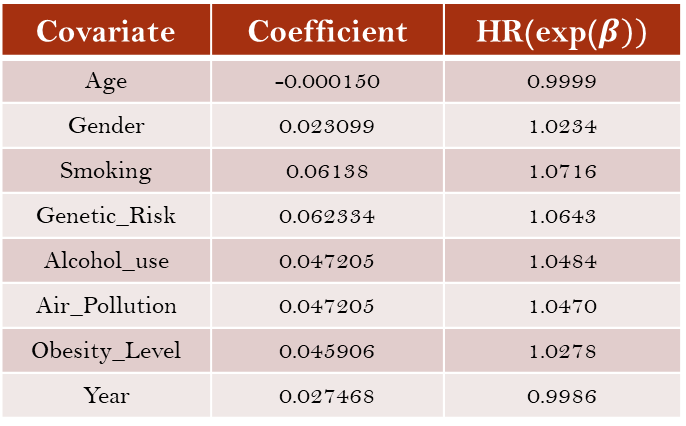 Covariate Coefficient HR(exp(β))
Age -0.000150 0.9999
Gender 0.023099 1.0234
Smoking 0.06138 1.0716
Genetic_Risk 0.062334 1.0643
Alcohol_use 0.047205 1.0484
Air_Pollution 0.047205 1.0470
Obesity_Level 0.045906 1.0278
Year 0.027468 0.9986